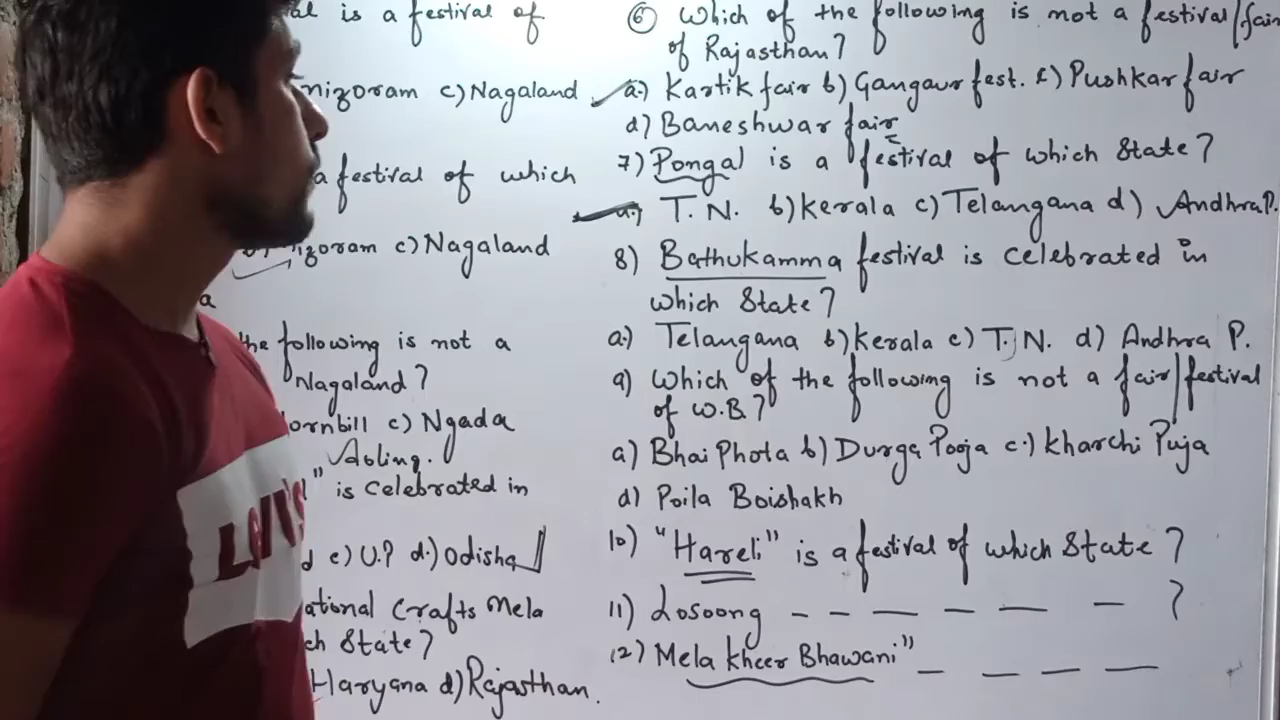 al is a festival of
mizoram c) Nagaland
a festival of which
mizoram c) Nagaland
a
the following is not a
Nagaland?
ornbill c) Ngada
Aoling.
" is celebrated in
d c) U.P d.) Odisha
ational Crafts Mela
ch State?
Haryana d) Rajasthan.
6) Which of the following is not a festival/fair
of Rajasthan?
a.) Kartik fair b) Gangaur fest. c) Pushkar fair
d) Baneshwar fair
7) Pongal is a festival of which State?
a.) T.N. b) Kerala c) Telangana d) Andhra P.
8) Bathukamma festival is celebrated in
which State?
a.) Telangana b) Kerala c) T.N. d) Andhra P.
9) Which of the following is not a fair/festival
of W.B.?
a) Bhai Phota b) Durga Pooja c.) Kharchi Puja
d) Poila Boishakh
10) "Hareli" is a festival of which State?
11) Losoong — — — — — — ?
12) Mela Kheer Bhawani" — — — —